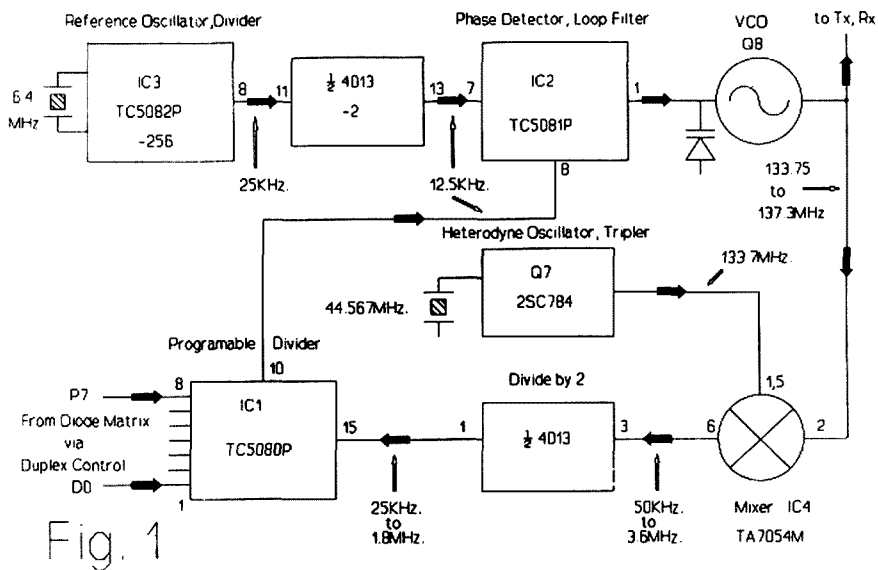 Reference Oscillator,Divider
Phase Detector, Loop Filter
VCO
Q8
to Tx, Rx
6.4
MHz
IC3
TC5082P
-256
8
11
½ 4013
-2
13
7
IC2
TC5081P
1
8
25KHz.
12.5KHz.
133.75
to
137.3MHz
Heterodyne Oscillator, Tripler
133.7MHz.
44.567MHz.
Q7
2SC784
Programable Divider
10
P7
8
From Diode Matrix
via
Duplex Control
D0
1
IC1
TC5080P
15
Divide by 2
1
½ 4013
3
6
1,5
2
25KHz.
to
1.8MHz.
50KHz.
to
3.6MHz.
Mixer IC4
TA7054M
Fig. 1